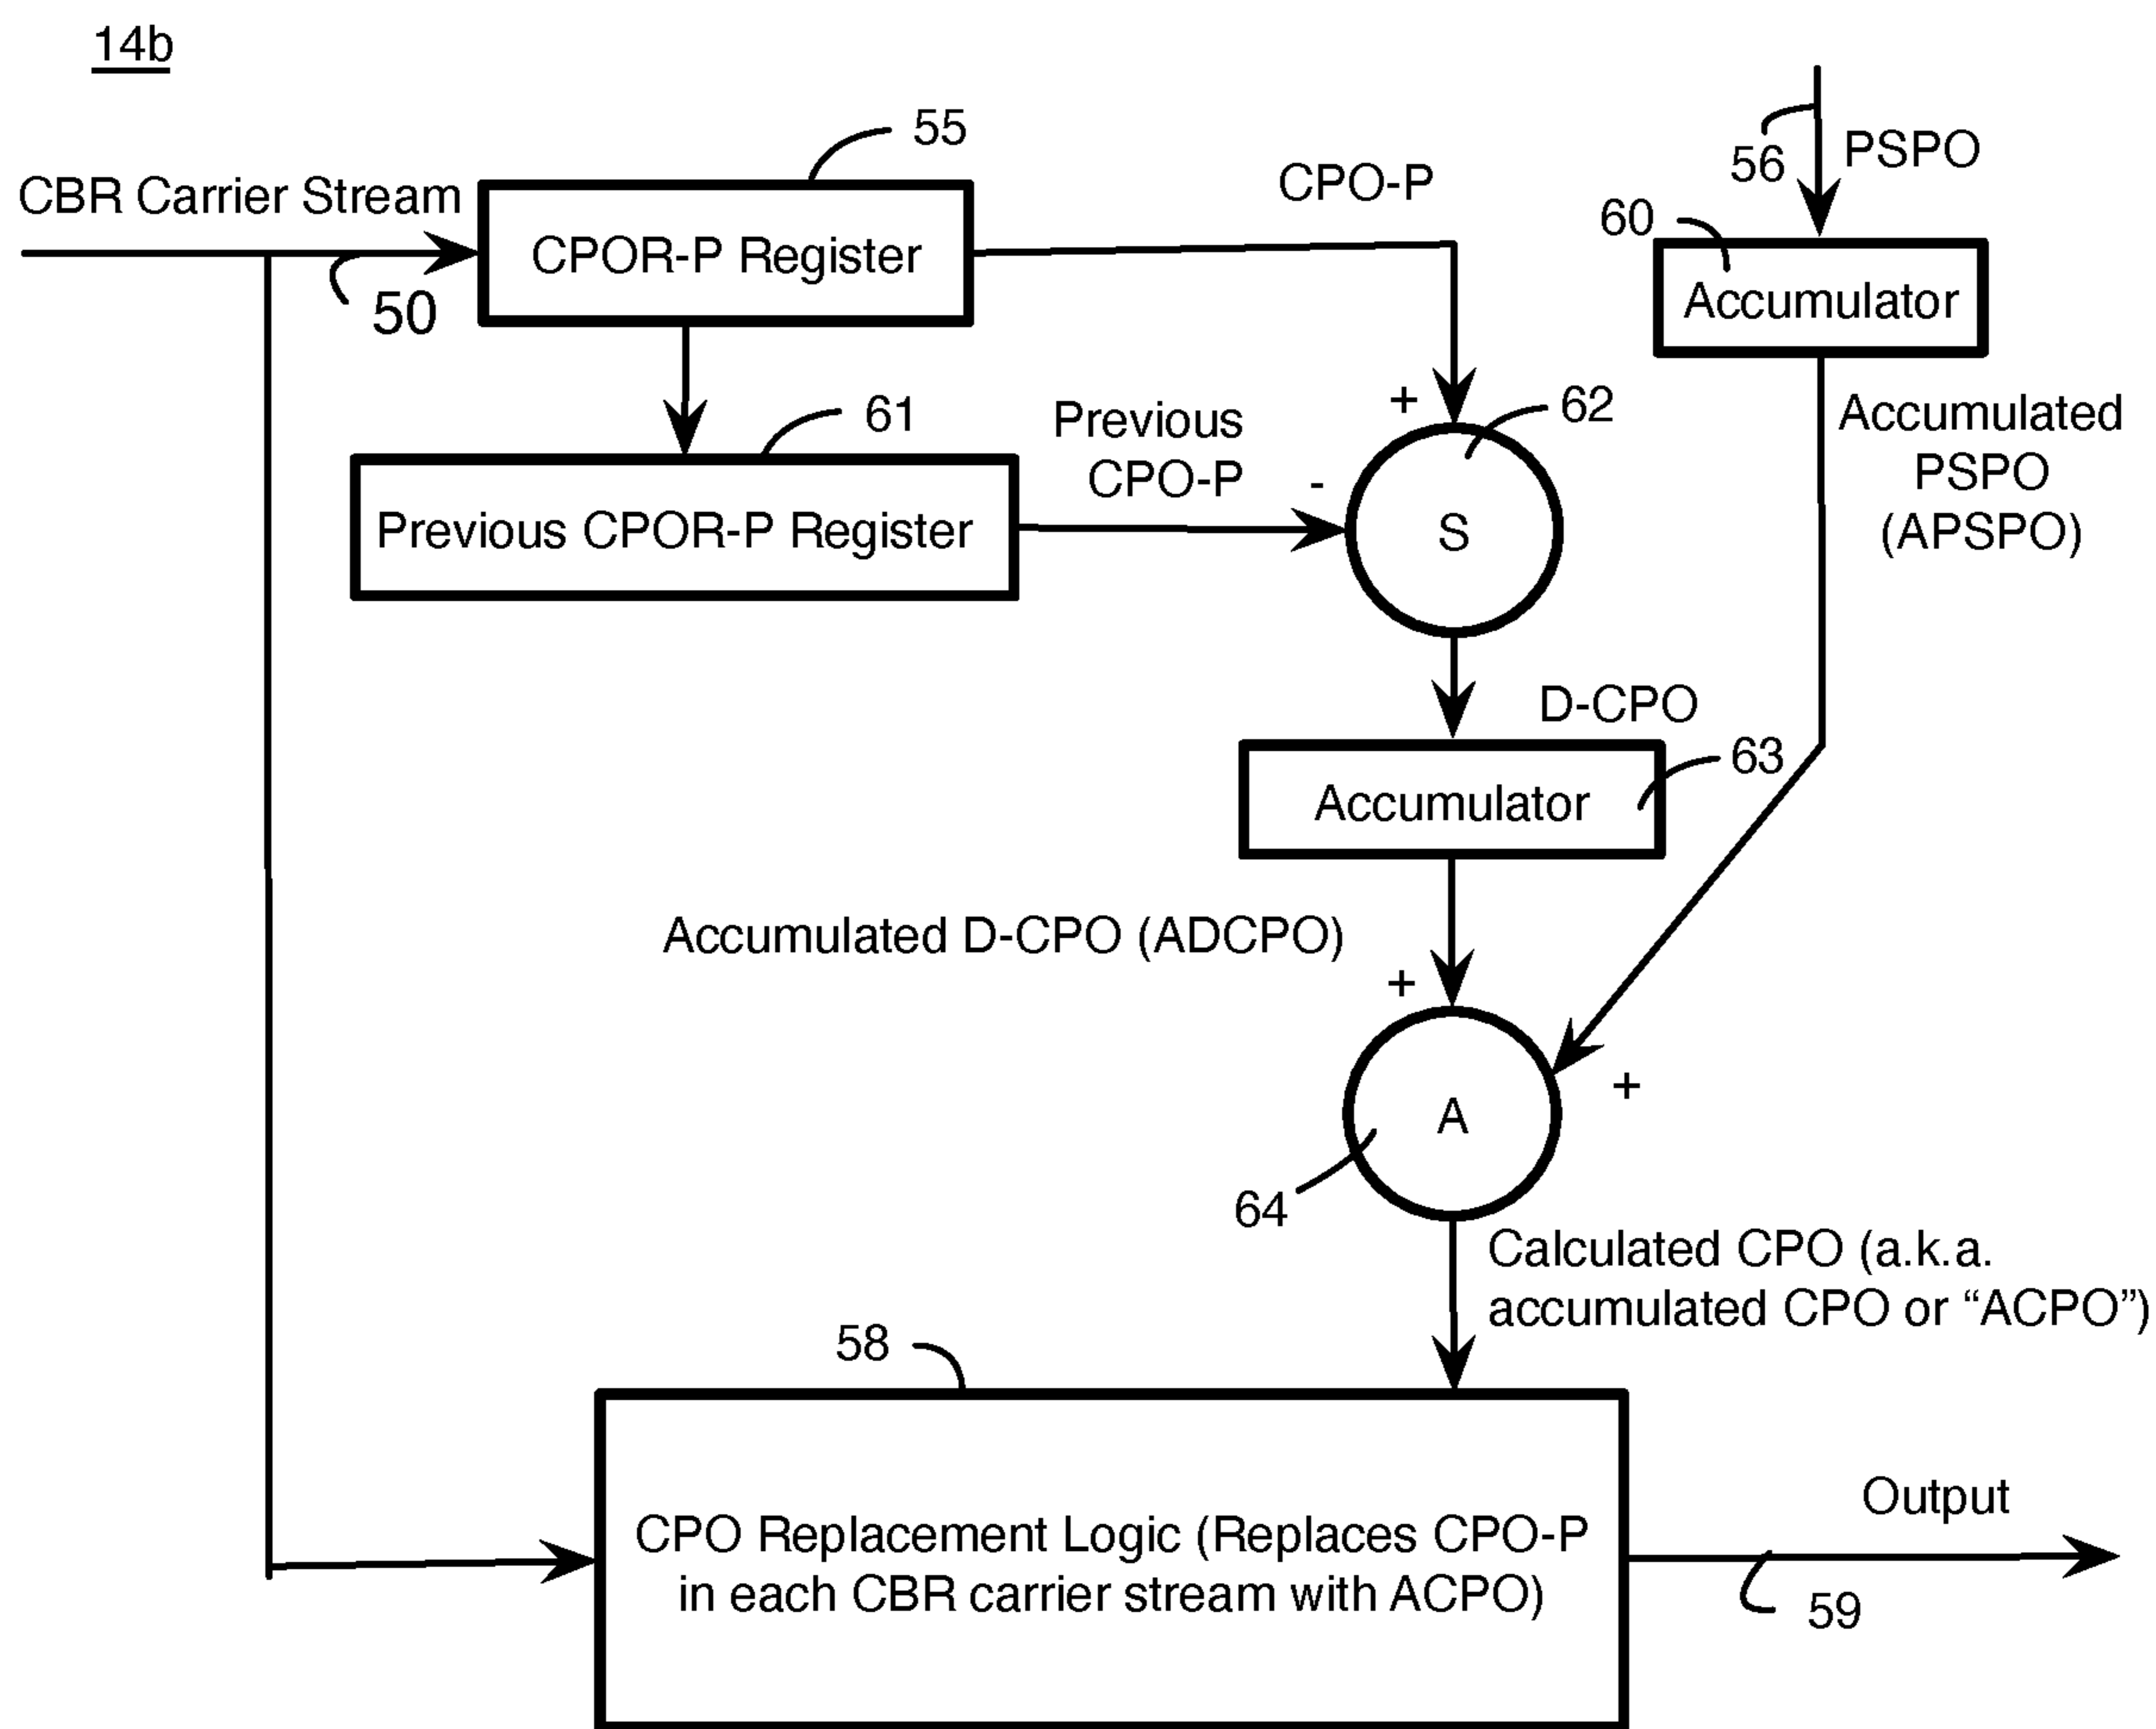 14b
55
CBR Carrier Stream
CPOR-P Register
50
CPO-P
56
PSPO
60
Accumulator
61
Previous CPOR-P Register
Previous
CPO-P
+
-
62
S
Accumulated
PSPO
(APSPO)
D-CPO
63
Accumulator
Accumulated D-CPO (ADCPO)
+
+
A
64
Calculated CPO (a.k.a.
accumulated CPO or “ACPO”)
58
CPO Replacement Logic (Replaces CPO-P
in each CBR carrier stream with ACPO)
Output
59